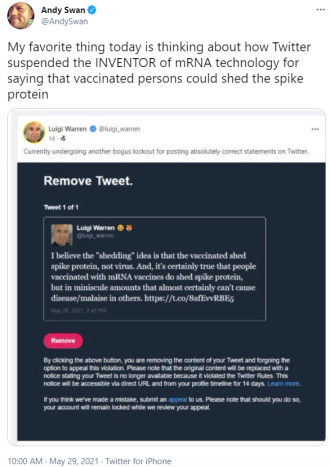 Andy Swan
@AndySwan
My favorite thing today is thinking about how Twitter
suspended the INVENTOR of mRNA technology for
saying that vaccinated persons could shed the spike
protein
Luigi Warren @luigi_warren
1d
Currently undergoing another bogus lockout for posting absolutely correct statements on Twitter.
Remove Tweet.
Tweet 1 of 1
Luigi Warren
@luigi_warren
I believe the "shedding" idea is that the vaccinated shed
spike protein, not virus. And, it's certainly true that people
vaccinated with mRNA vaccines do shed spike protein,
but in miniscule amounts that almost certainly can't cause
disease/malaise in others. https://t.co/8afEvvRBE5
May 28, 2021, 2:42 PM
Remove
By clicking the above button, you are removing the content of your Tweet and forgoing the
option to appeal this violation. Please note that the original content will be replaced with a
notice stating your Tweet is no longer available because it violated the Twitter Rules. This
notice will be accessible via direct URL and from your profile timeline for 14 days. Learn more.
If you think we've made a mistake, submit an appeal to us. Please note that should you do so,
your account will remain locked while we review your appeal.
10:00 AM · May 29, 2021 · Twitter for iPhone